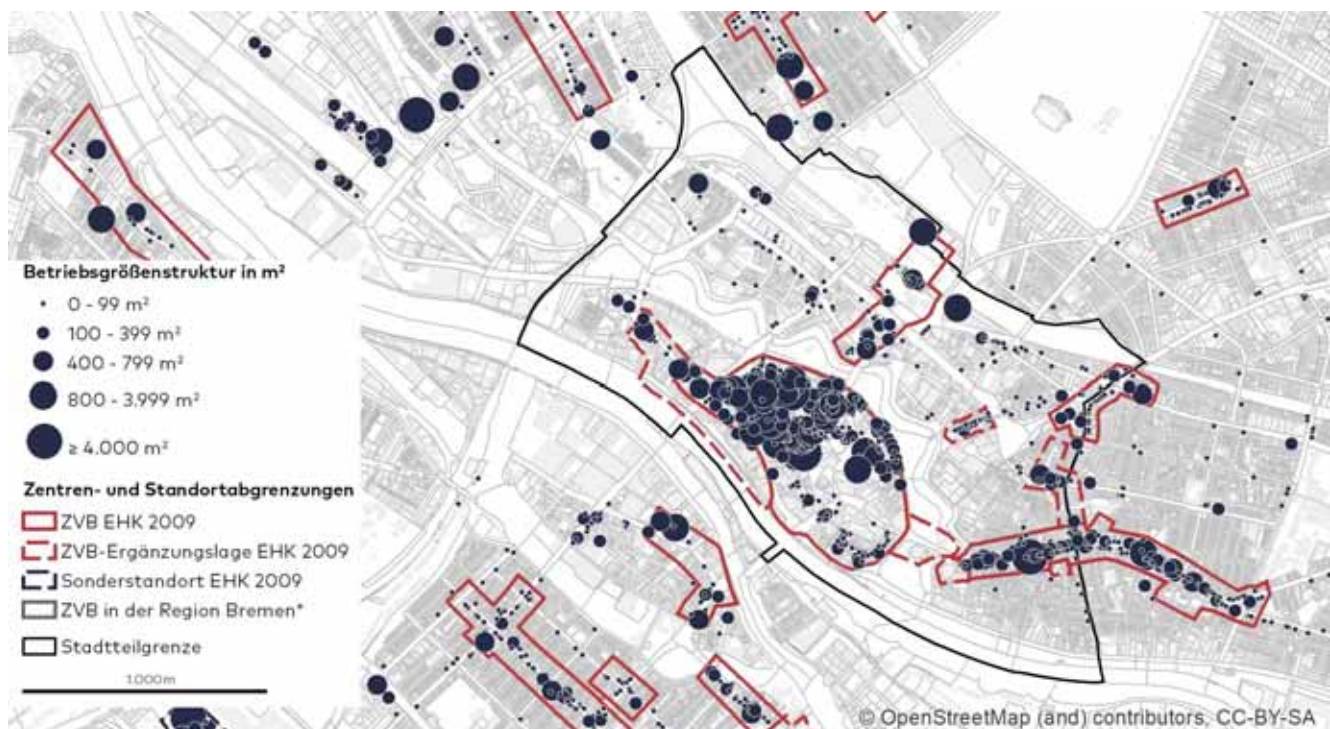 Betriebsgrößenstruktur in m²
0 - 99 m²
100 - 399 m²
400 - 799 m²
800 - 3.999 m²
≥ 4.000 m²
Zentren- und Standortabgrenzungen
ZVB EHK 2009
ZVB-Ergänzungslage EHK 2009
Sonderstandort EHK 2009
ZVB in der Region Bremen*
Stadtteilgrenze
1.000m
© OpenStreetMap (and) contributors, CC-BY-SA